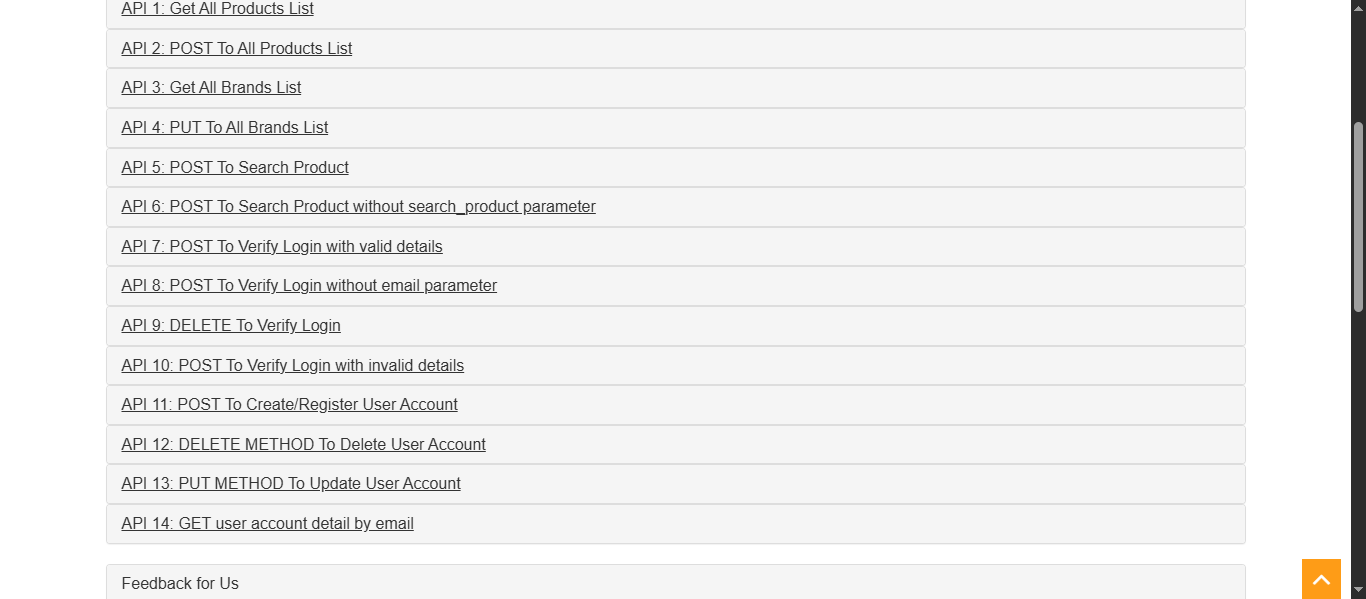 API 1: Get All Products List
API 2: POST To All Products List
API 3: Get All Brands List
API 4: PUT To All Brands List
API 5: POST To Search Product
API 6: POST To Search Product without search_product parameter
API 7: POST To Verify Login with valid details
API 8: POST To Verify Login without email parameter
API 9: DELETE To Verify Login
API 10: POST To Verify Login with invalid details
API 11: POST To Create/Register User Account
API 12: DELETE METHOD To Delete User Account
API 13: PUT METHOD To Update User Account
API 14: GET user account detail by email
Feedback for Us